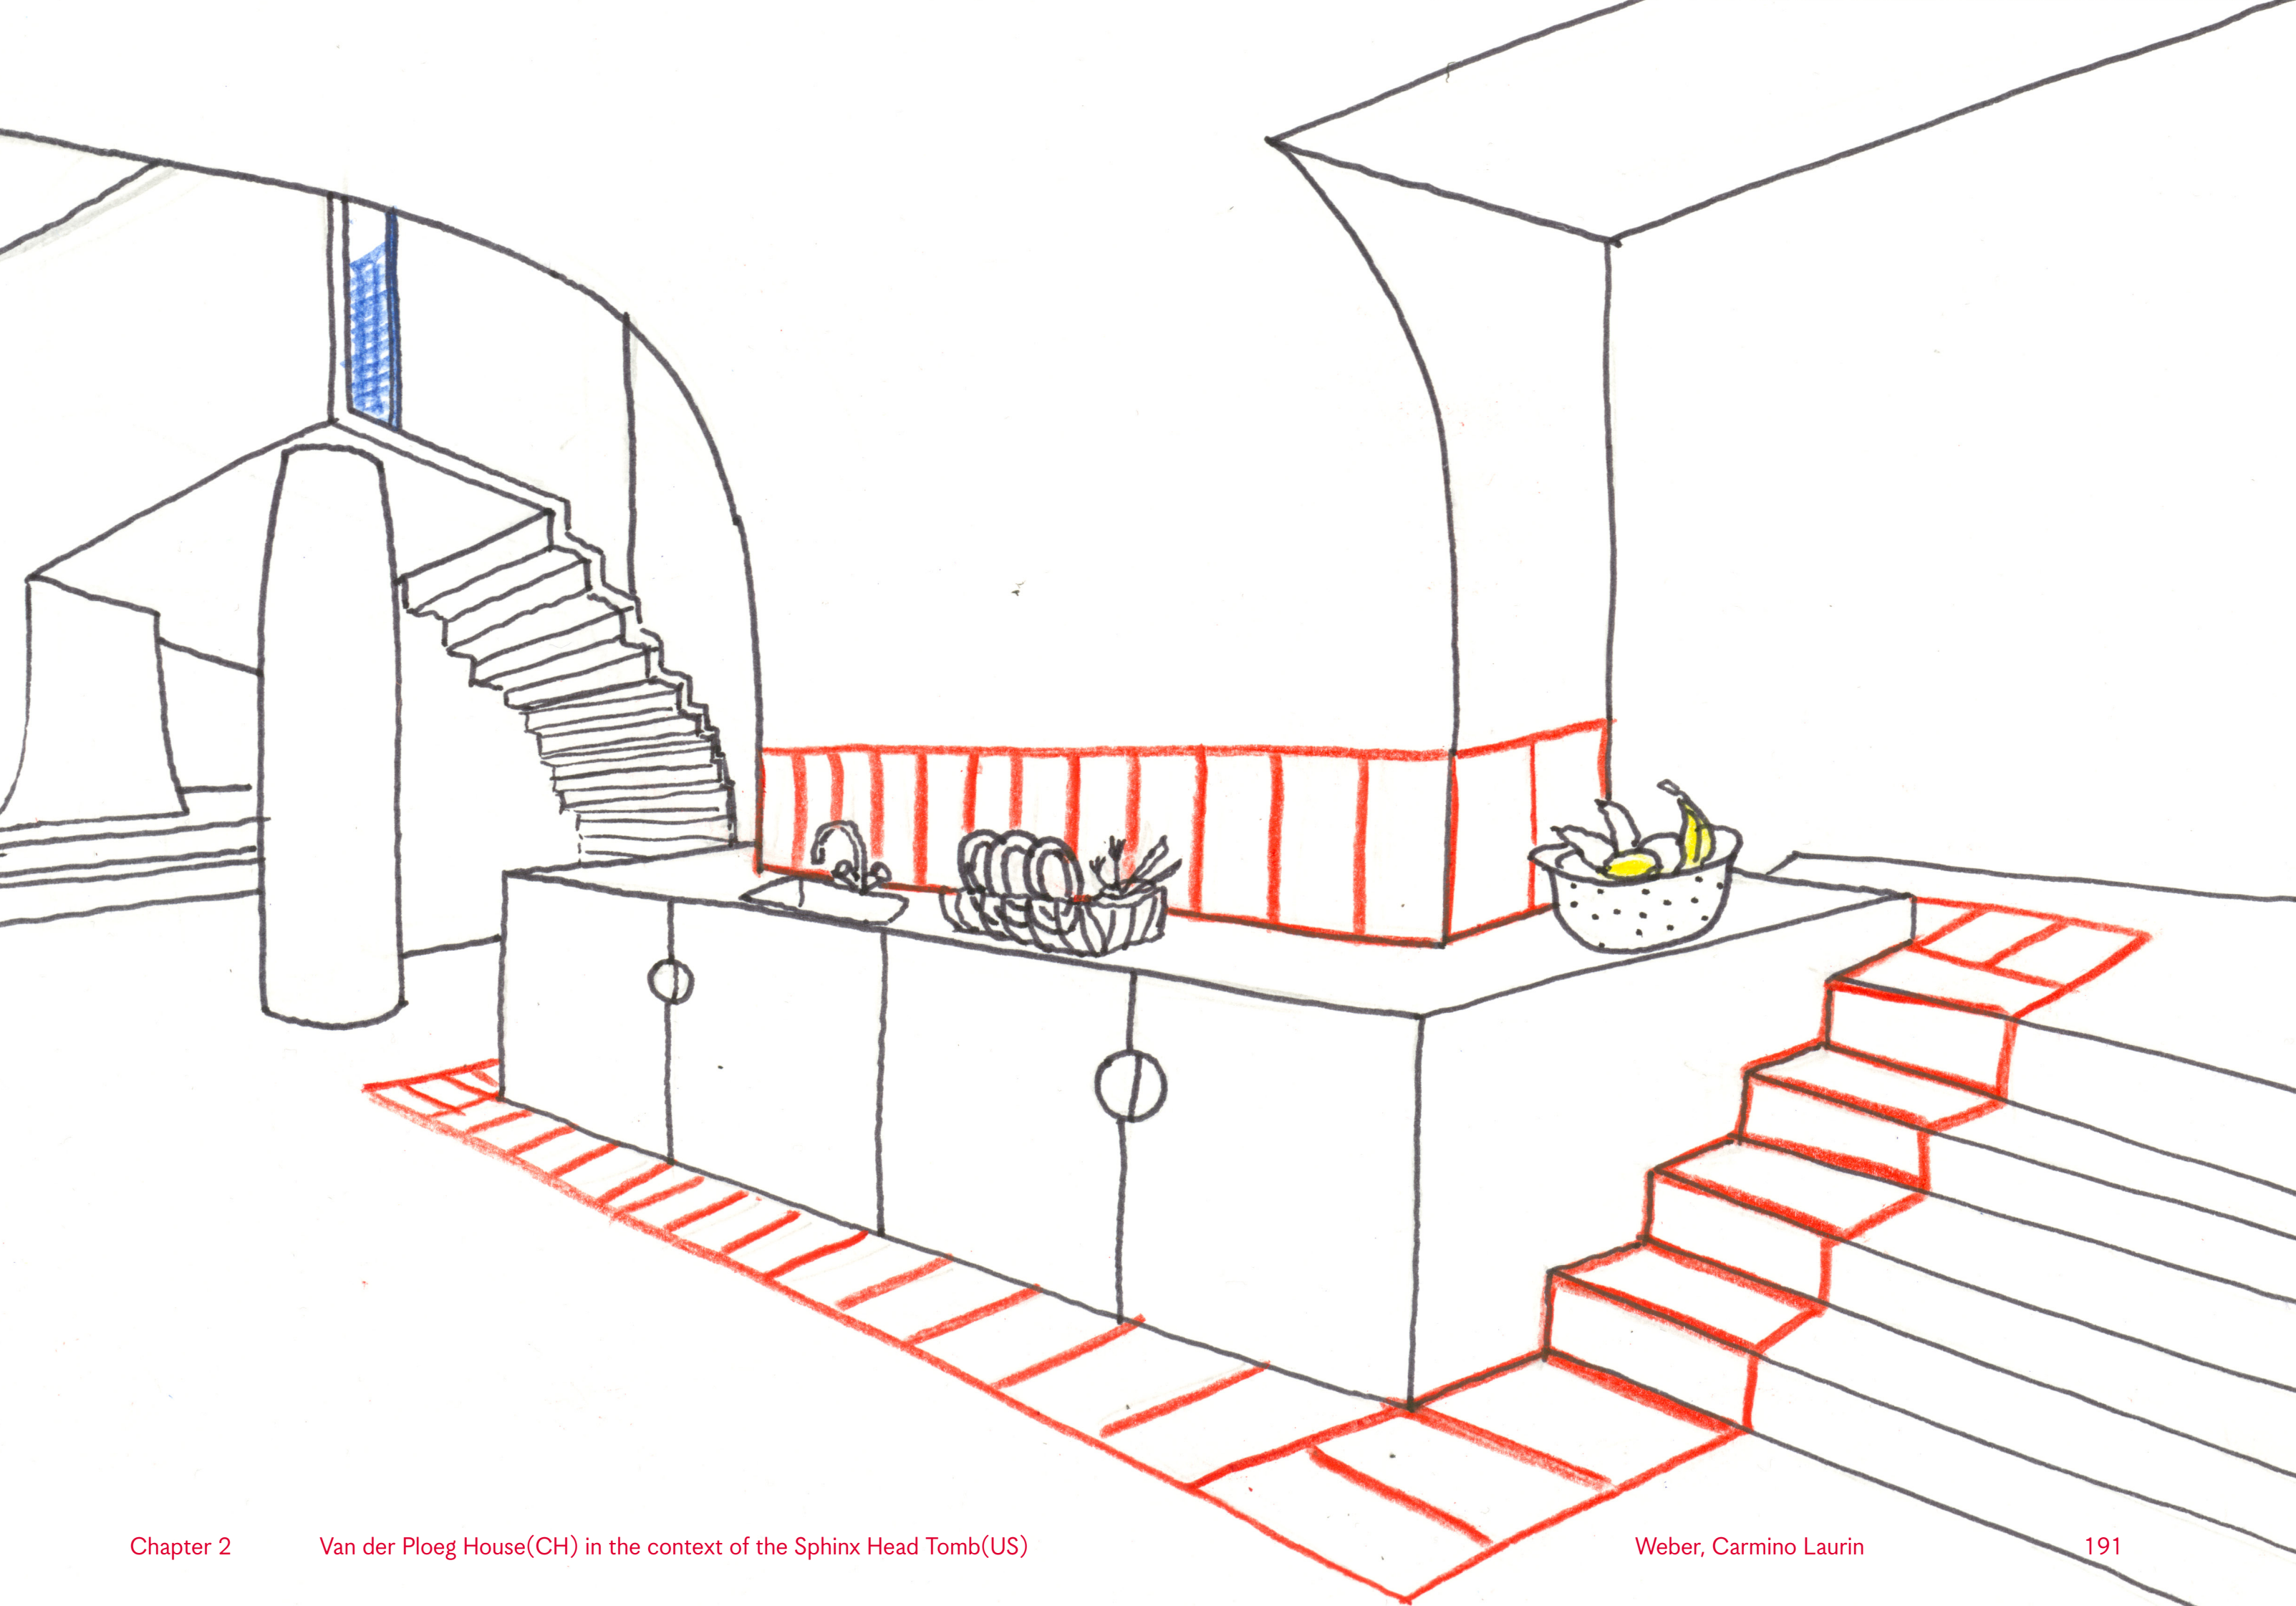 Chapter 2 Van der Ploeg House(CH) in the context of the Sphinx Head Tomb(US) Weber, Carmino Laurin 191